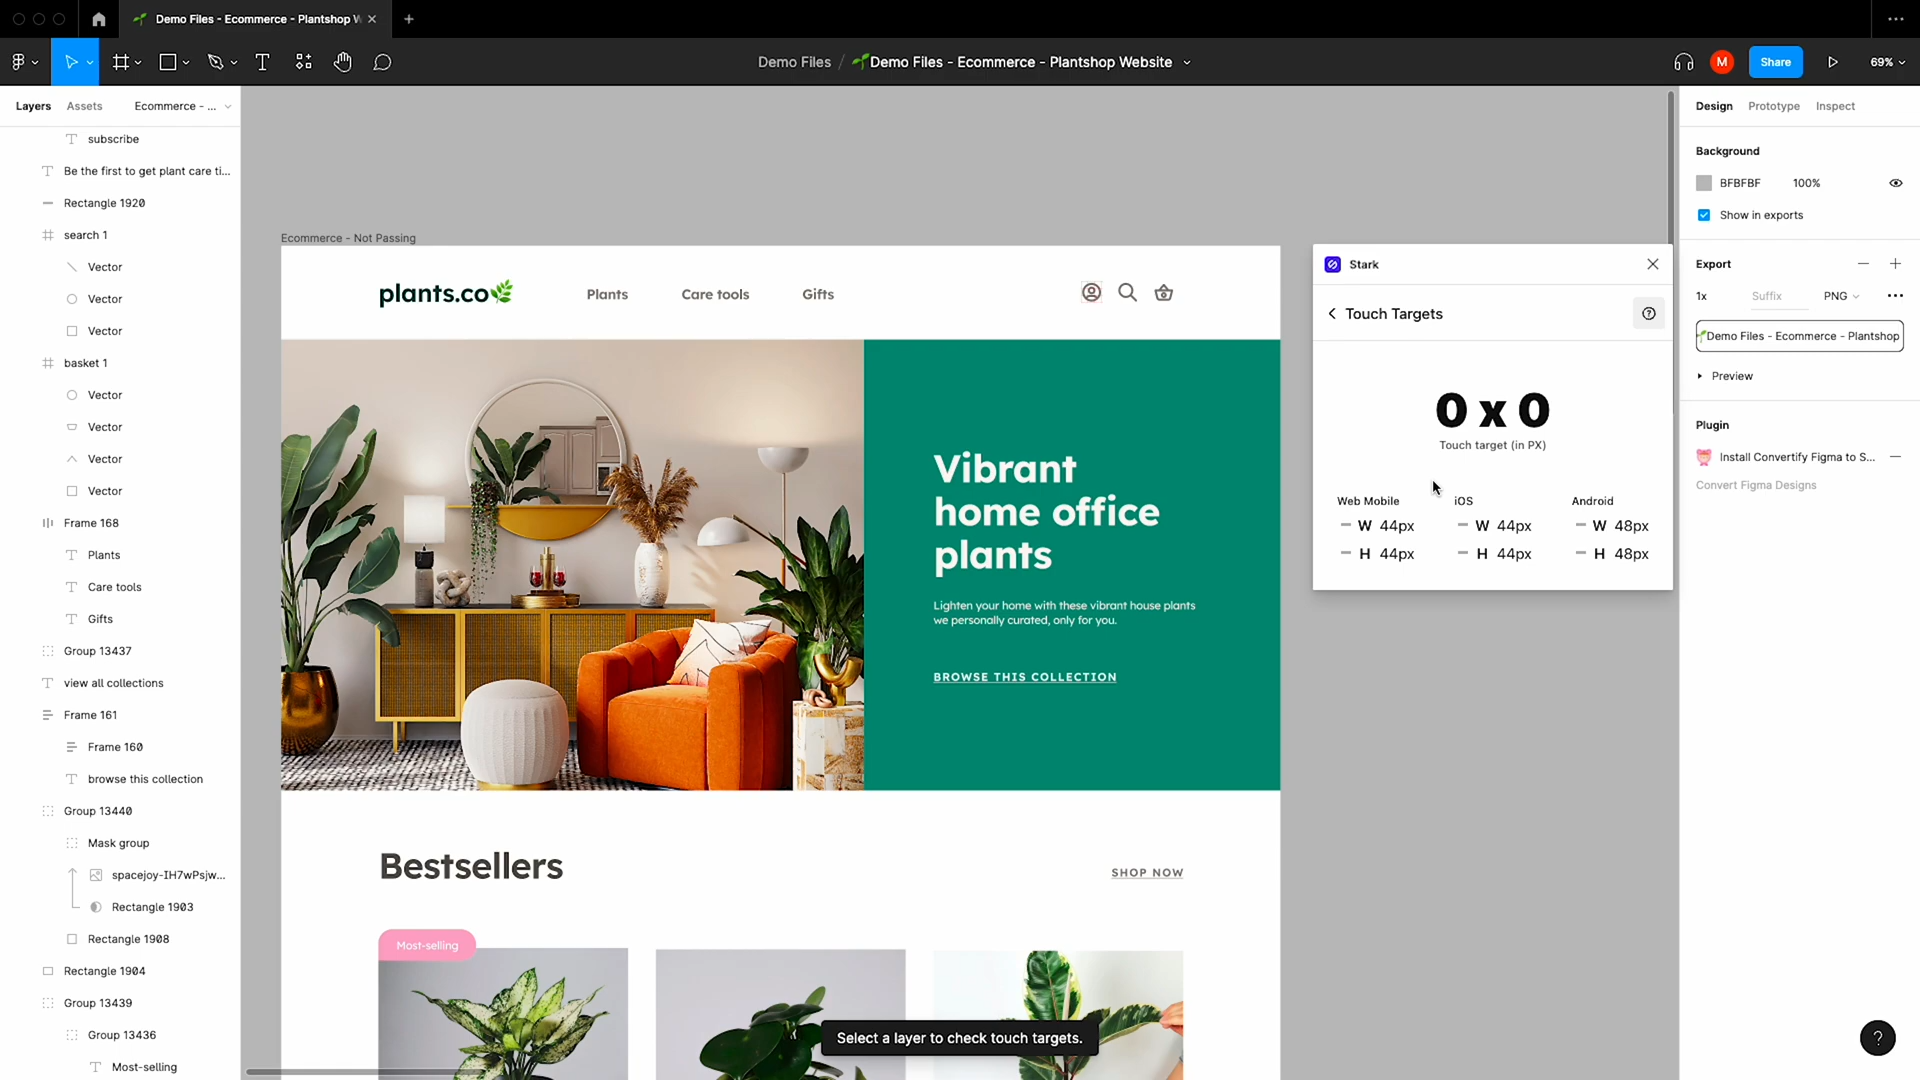 Demo Files - Ecommerce - Plantshop W
Demo Files / Demo Files - Ecommerce - Plantshop Website
M
Share
69%
Layers
Assets
Ecommerce - ...
subscribe
Be the first to get plant care ti...
Rectangle 1920
search 1
Vector
Vector
Vector
basket 1
Vector
Vector
Vector
Vector
Frame 168
Plants
Care tools
Gifts
Group 13437
view all collections
Frame 161
Frame 160
browse this collection
Group 13440
Mask group
spacejoy-IH7wPsjw...
Rectangle 1903
Rectangle 1908
Rectangle 1904
Group 13439
Group 13436
Most-selling
Ecommerce - Not Passing
plants.co
Plants
Care tools
Gifts
Vibrant
home office
plants
Lighten your home with these vibrant house plants
we personally curated, only for you.
BROWSE THIS COLLECTION
Bestsellers
SHOP NOW
Most-selling
Select a layer to check touch targets.
Stark
Touch Targets
0 x 0
Touch target (in PX)
Web Mobile
W 44px
H 44px
iOS
W 44px
H 44px
Android
W 48px
H 48px
Design
Prototype
Inspect
Background
BFBFBF
100%
Show in exports
Export
1x
Suffix
PNG
Demo Files - Ecommerce - Plantshop
Preview
Plugin
Install Convertify Figma to S...
Convert Figma Designs
?